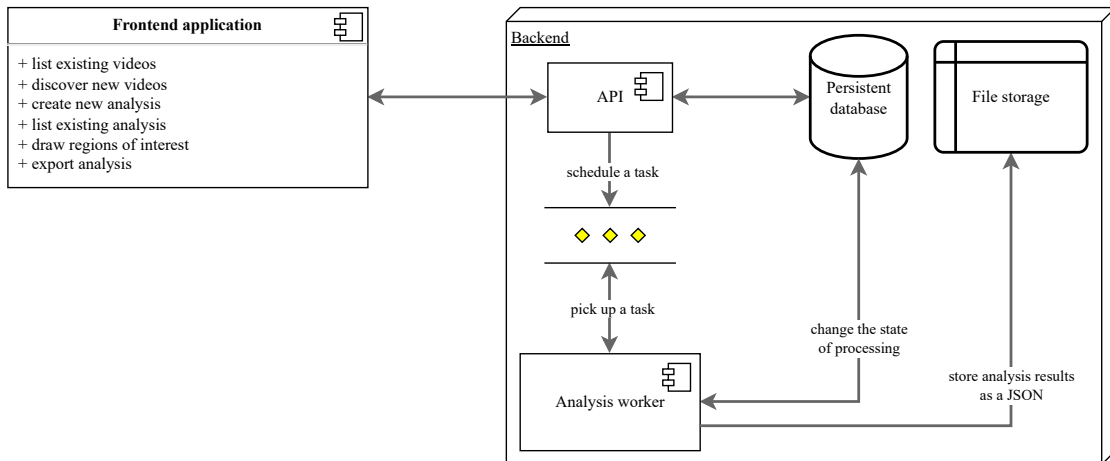 Frontend application
+ list existing videos
+ discover new videos
+ create new analysis
+ list existing analysis
+ draw regions of interest
+ export analysis
Backend
API
Persistent
database
File storage
schedule a task
pick up a task
change the state
of processing
store analysis results
as a JSON
Analysis worker